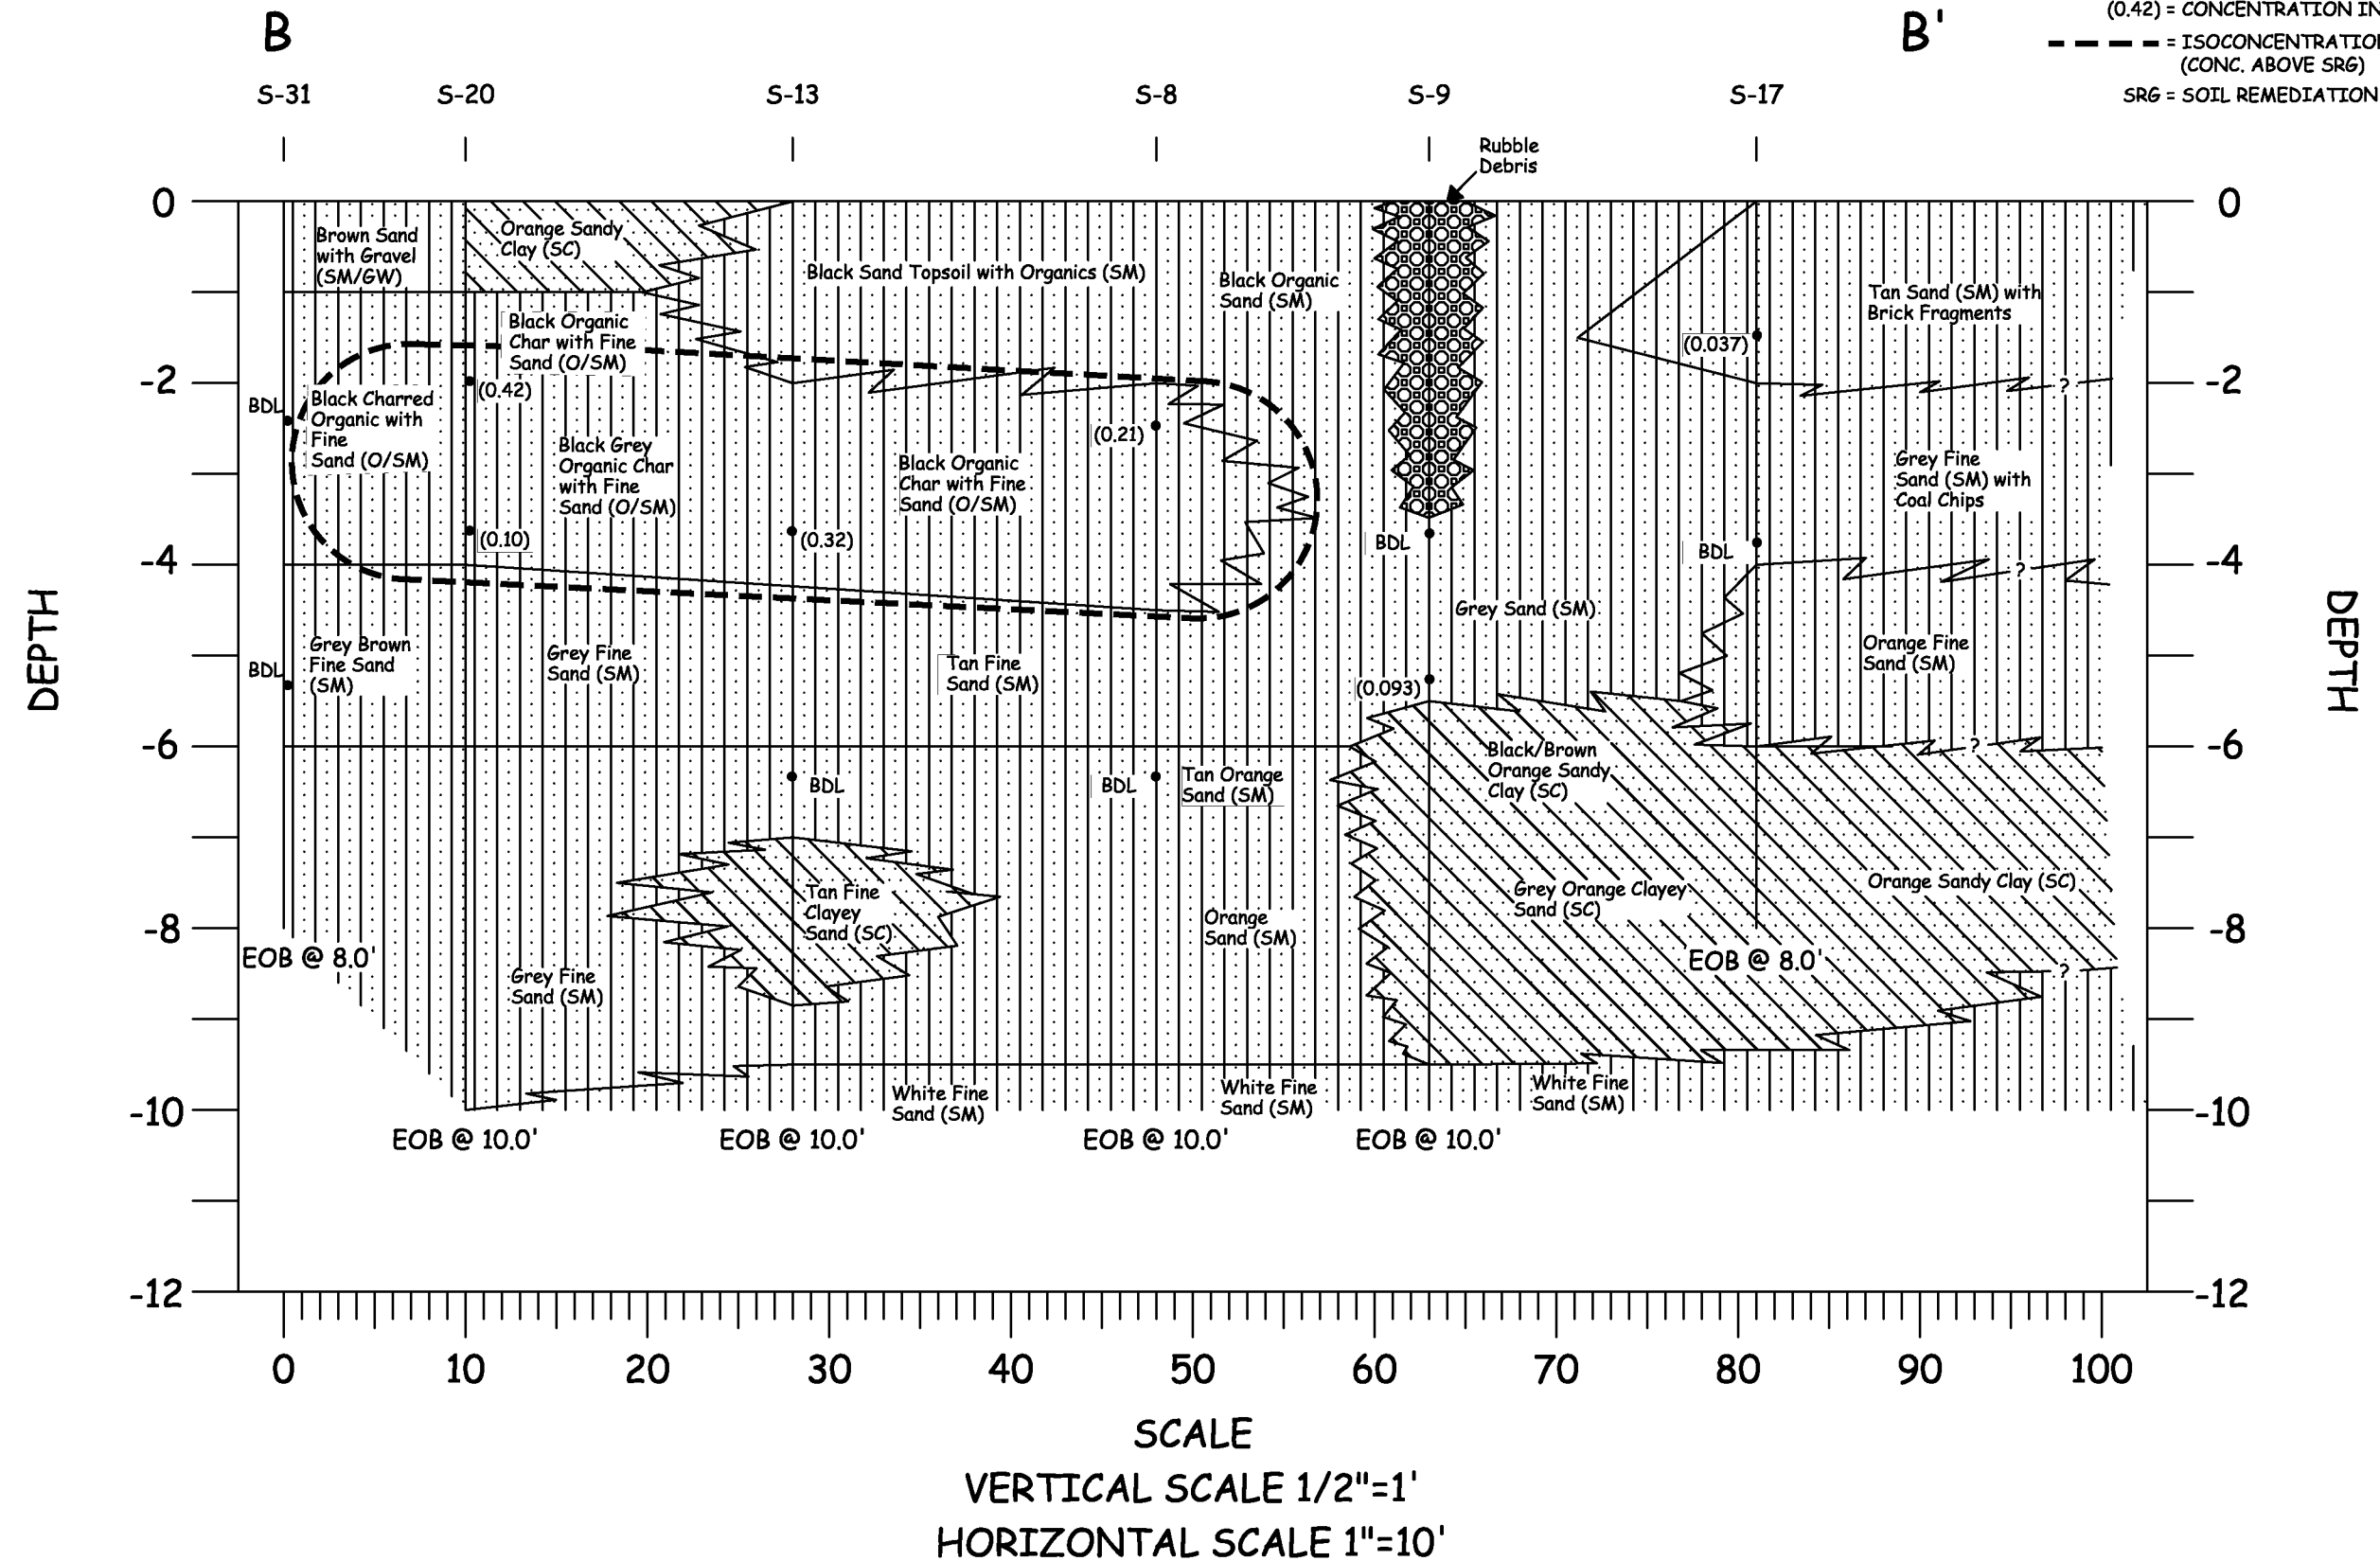 B
B'
(0.42) = CONCENTRATION IN
= ISOCONCENTRATION
(CONC. ABOVE SRG)
SRG = SOIL REMEDIATION
S-31
S-20
S-13
S-8
S-9
S-17
Rubble
Debris
0
-2
-4
-6
-8
-10
-12
DEPTH
Brown Sand
with Gravel
(SM/GW)
Orange Sandy
Clay (SC)
Black Sand Topsoil with Organics (SM)
Black Organic
Sand (SM)
Tan Sand (SM) with
Brick Fragments
Black Organic
Char with Fine
Sand (O/SM)
(0.037)
(0.42)
BDL
Black Charred
Organic with
Fine
Sand (O/SM)
Black Grey
Organic Char
with Fine
Sand (O/SM)
(0.21)
Black Organic
Char with Fine
Sand (O/SM)
?
Grey Fine
Sand (SM) with
Coal Chips
(0.10)
(0.32)
BDL
BDL
?
Grey Sand (SM)
BDL
Grey Brown
Fine Sand
(SM)
Grey Fine
Sand (SM)
Tan Fine
Sand (SM)
(0.093)
Orange Fine
Sand (SM)
?
Black/Brown
Orange Sandy
Clay (SC)
BDL
BDL
Tan Orange
Sand (SM)
Tan Fine
Clayey
Sand (SC)
Orange
Sand (SM)
Grey Orange Clayey
Sand (SC)
Orange Sandy Clay (SC)
EOB @ 8.0'
Grey Fine
Sand (SM)
EOB @ 8.0'
?
White Fine
Sand (SM)
White Fine
Sand (SM)
White Fine
Sand (SM)
EOB @ 10.0'
EOB @ 10.0'
EOB @ 10.0'
EOB @ 10.0'
0
-2
-4
-6
-8
-10
-12
DEPTH
0 10 20 30 40 50 60 70 80 90 100
SCALE
VERTICAL SCALE 1/2"=1'
HORIZONTAL SCALE 1"=10'